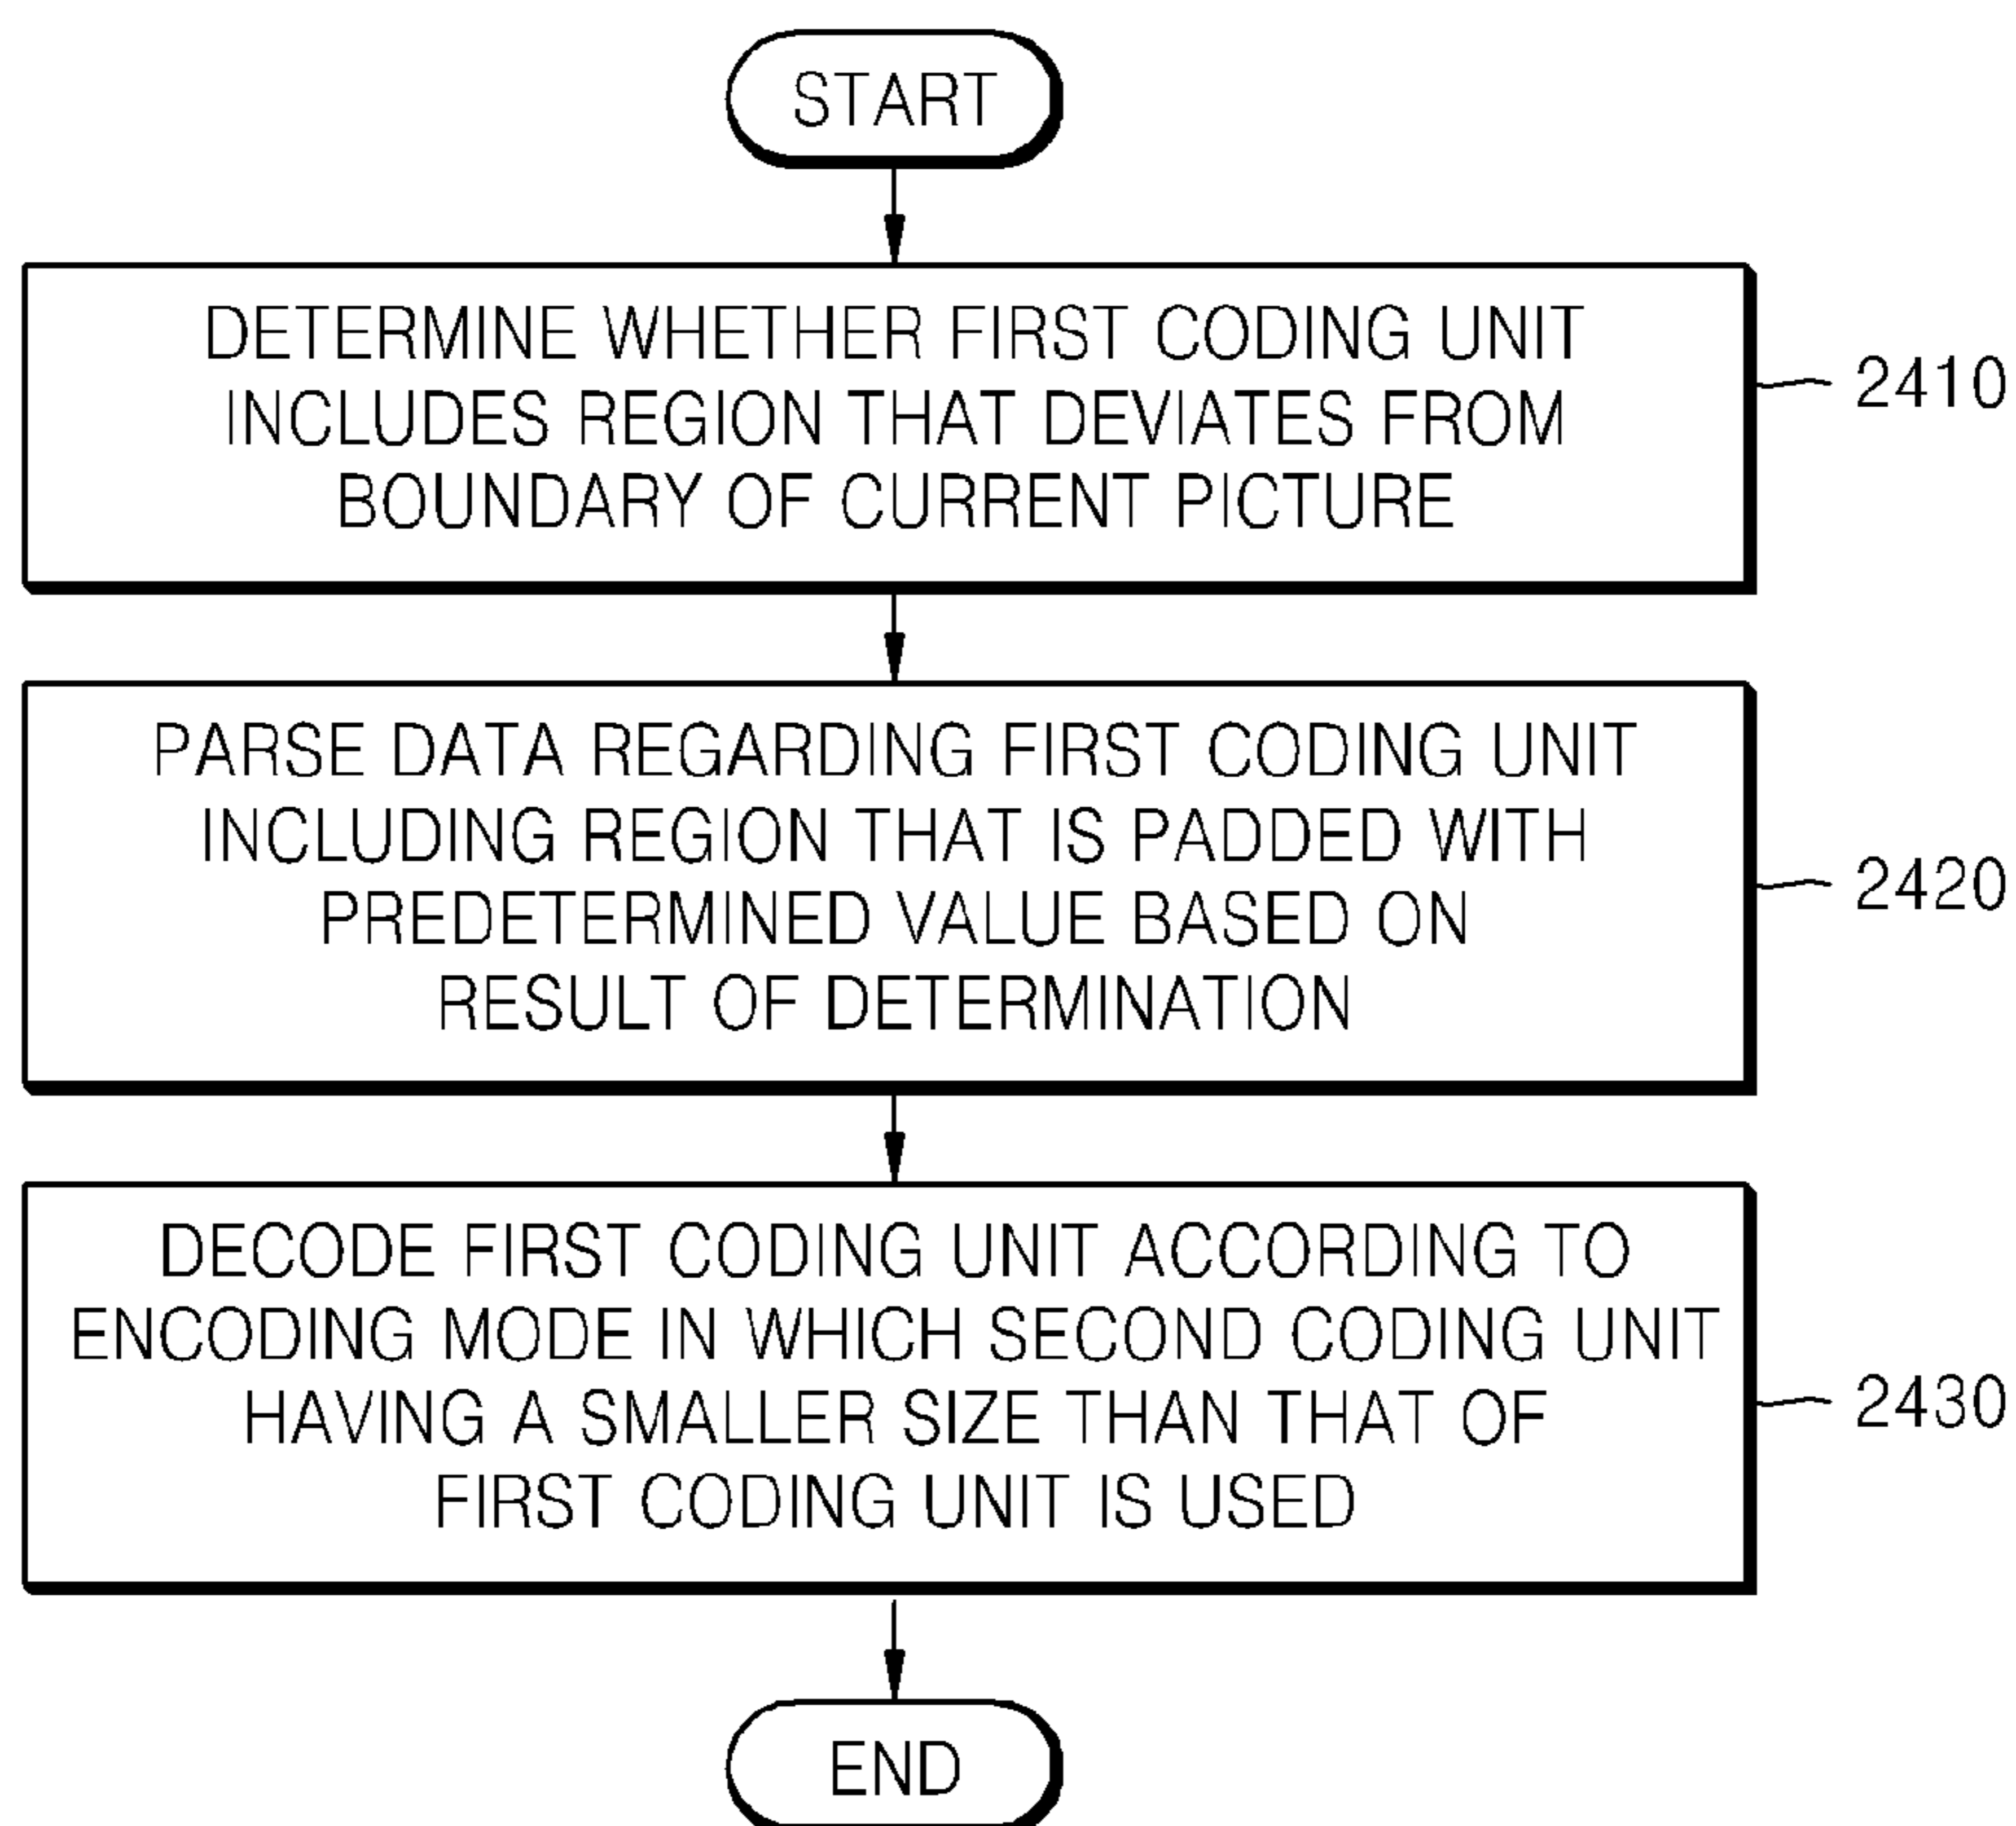 START
DETERMINE WHETHER FIRST CODING UNIT
INCLUDES REGION THAT DEVIATES FROM
BOUNDARY OF CURRENT PICTURE
2410
PARSE DATA REGARDING FIRST CODING UNIT
INCLUDING REGION THAT IS PADDED WITH
PREDETERMINED VALUE BASED ON
RESULT OF DETERMINATION
2420
DECODE FIRST CODING UNIT ACCORDING TO
ENCODING MODE IN WHICH SECOND CODING UNIT
HAVING A SMALLER SIZE THAN THAT OF
FIRST CODING UNIT IS USED
2430
END